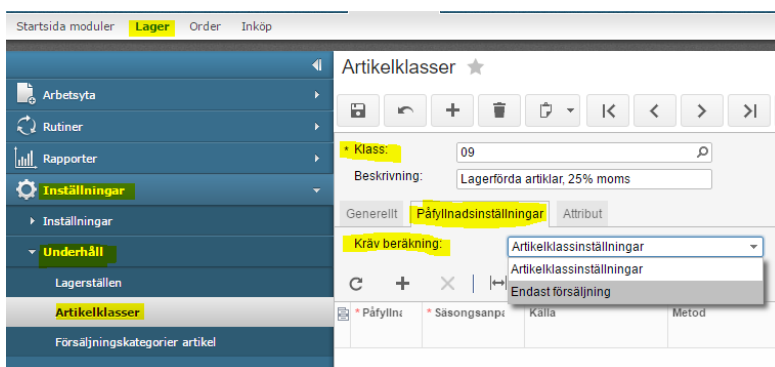 Startsida moduler Lager Order Inköp
Artikelklasser
Arbetsyta
Rutiner
Rapporter
Inställningar
Inställningar
Underhåll
Lagerställen
Artikelklasser
Försäljningskategorier artikel
* Klass: 09
Beskrivning: Lagerförda artiklar, 25% moms
Generellt Påfyllnadsinställningar Attribut
Kräv beräkning: Artikelklassinställningar
Artikelklassinställningar
Endast försäljning
* Påfyllna * Säsongsanpa Källa Metod